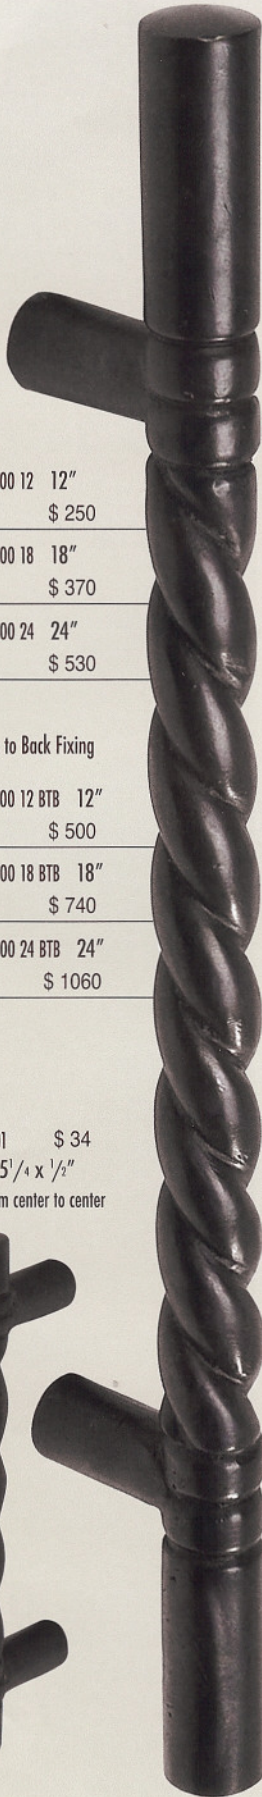 00 12 12"
$ 250
00 18 18"
$ 370
00 24 24"
$ 530
to Back Fixing
00 12 BTB 12"
$ 500
00 18 BTB 18"
$ 740
00 24 BTB 24"
$ 1060
$ 34
5 1/4 x 1/2"
m center to center